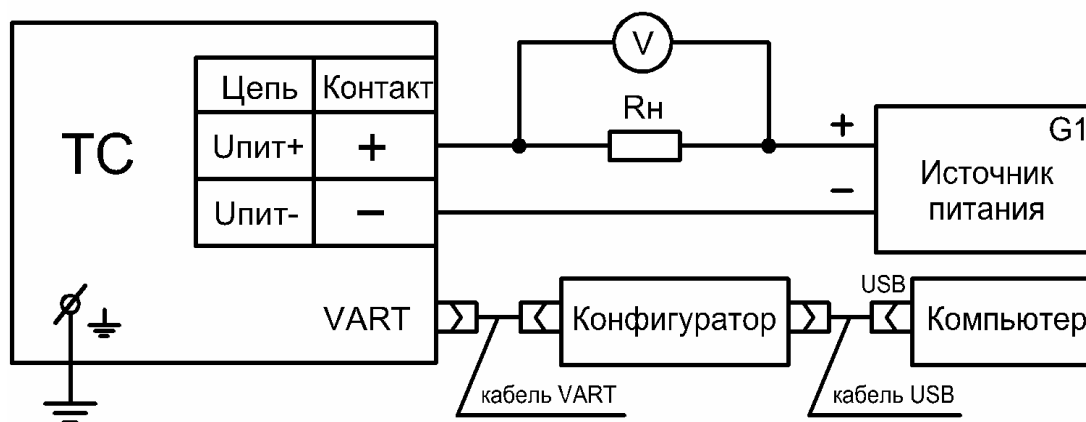 ТС
Цепь Контакт
Uпит+ +
Uпит- −
V
Rн
+
−
G1
Источник
питания
VART
Конфигуратор
USB
Компьютер
кабель VART
кабель USB